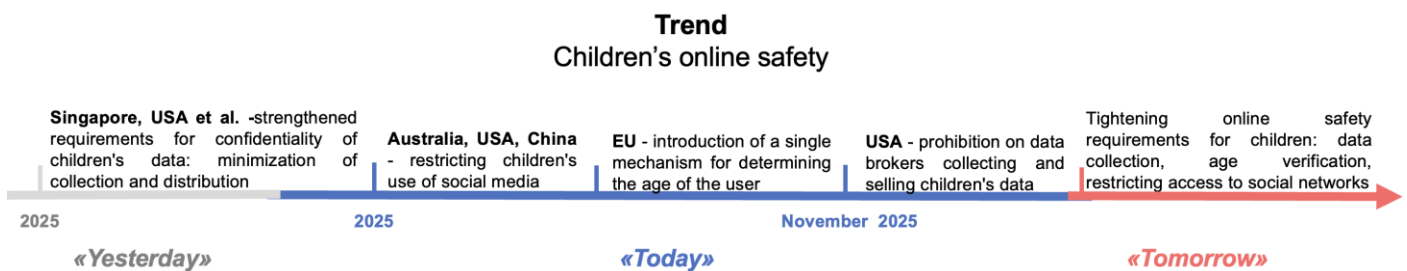 Trend
Children's online safety
Singapore, USA et al. -strengthened
requirements for confidentiality of
children's data: minimization of
collection and distribution
Australia, USA, China
- restricting children's
use of social media
EU - introduction of a single
mechanism for determining
the age of the user
USA - prohibition on data
brokers collecting and
selling children's data
Tightening online safety
requirements for children: data
collection, age verification,
restricting access to social networks
2025
2025
November 2025
«Yesterday»
«Today»
«Tomorrow»